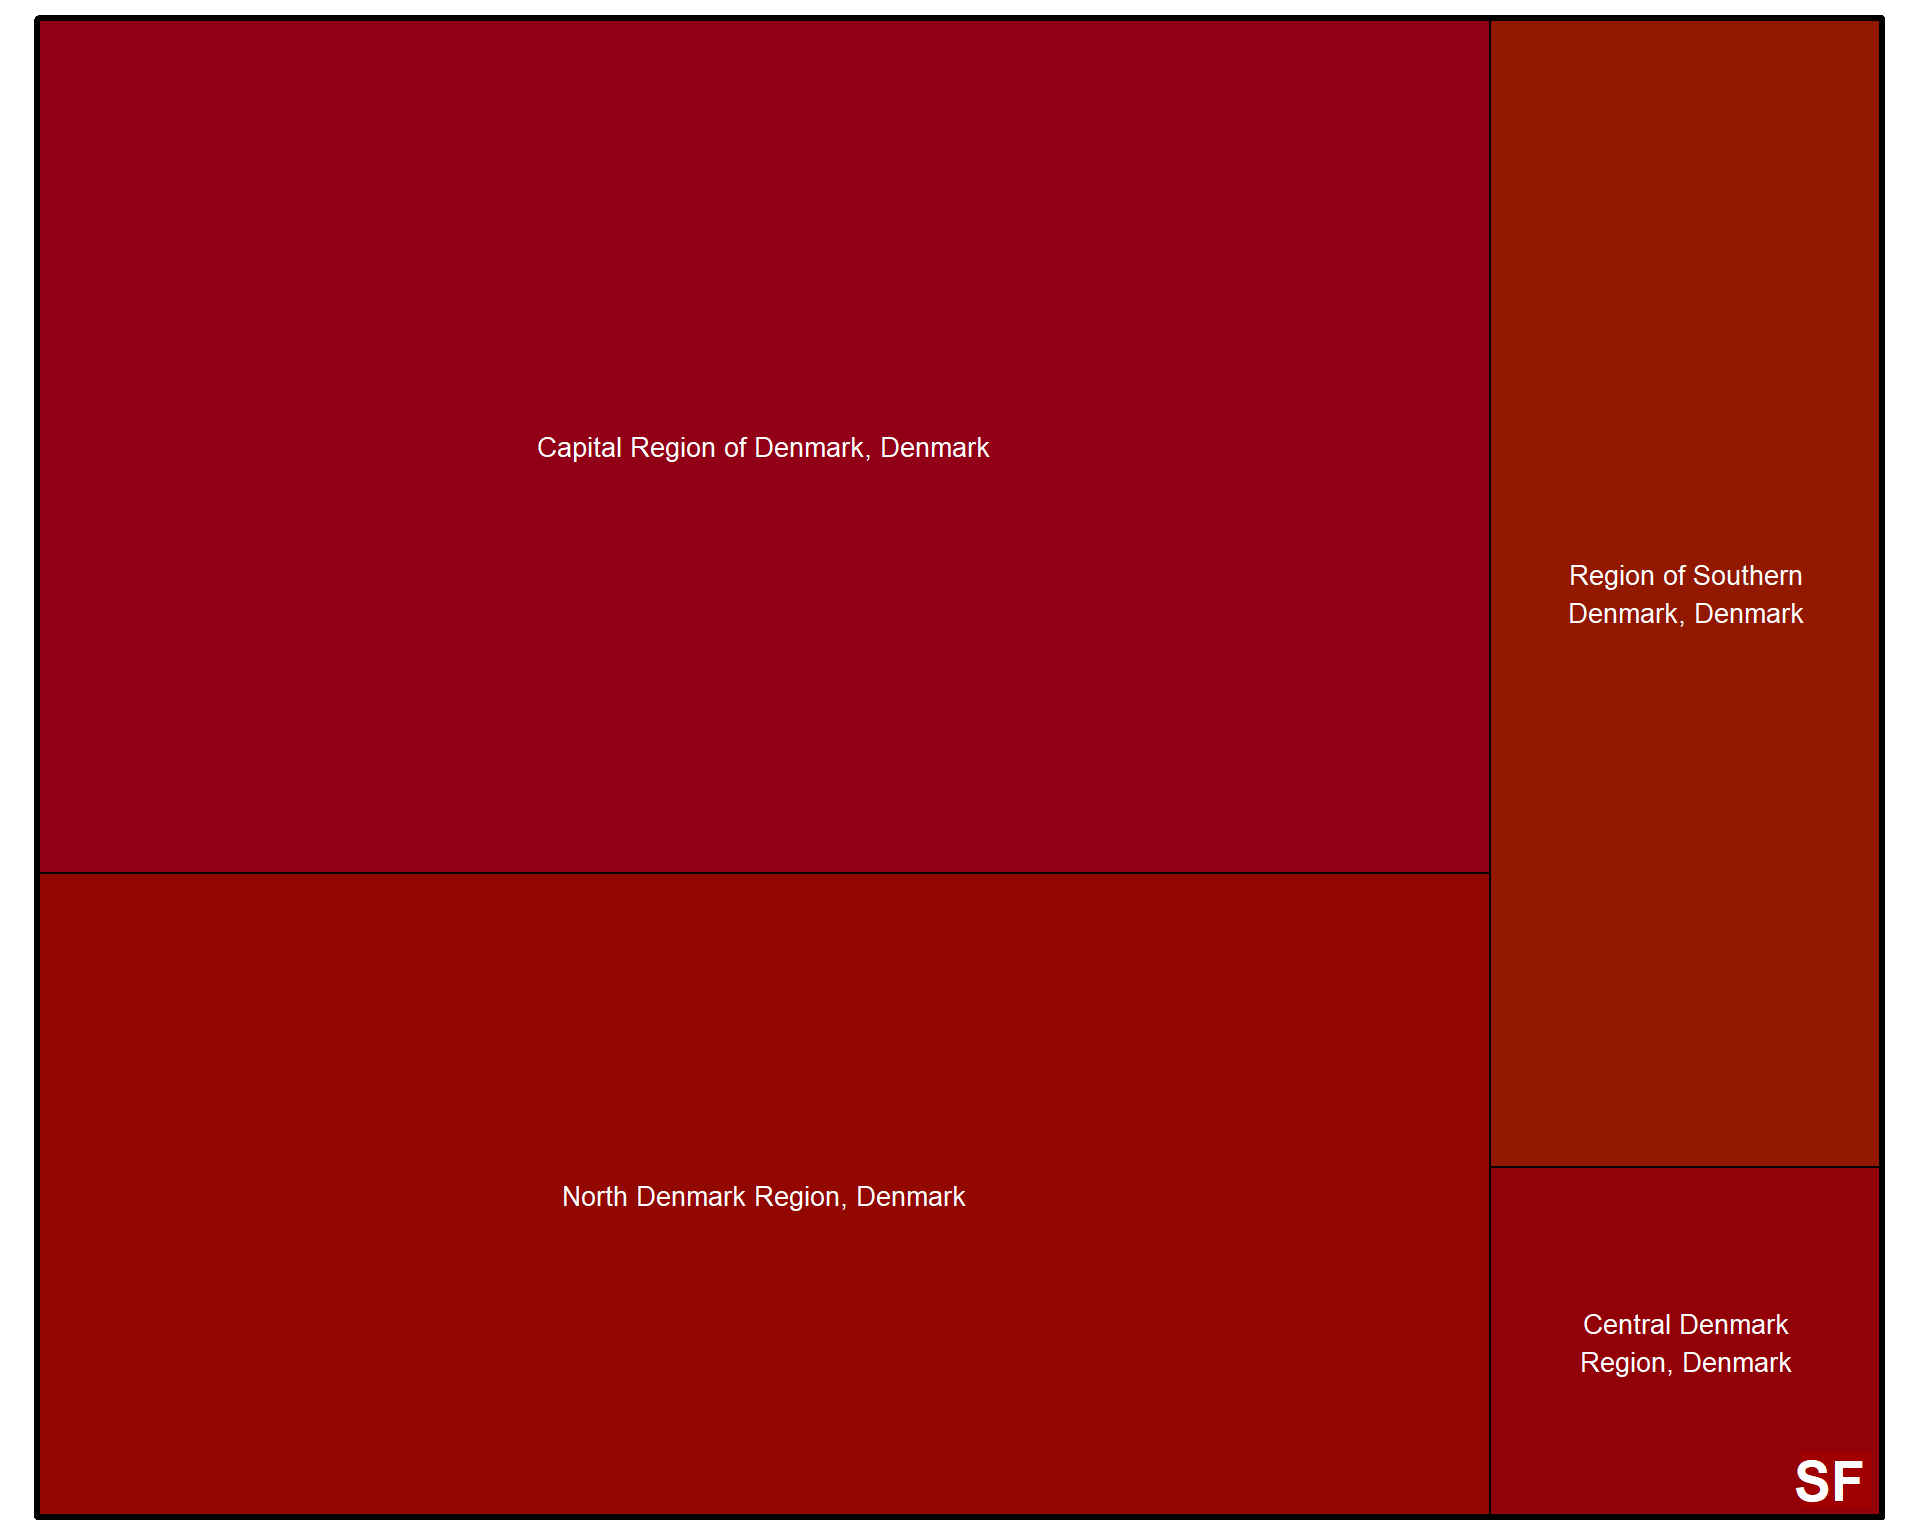 Capital Region of Denmark, Denmark
Region of Southern
Denmark, Denmark
North Denmark Region, Denmark
Central Denmark
Region, Denmark
SF